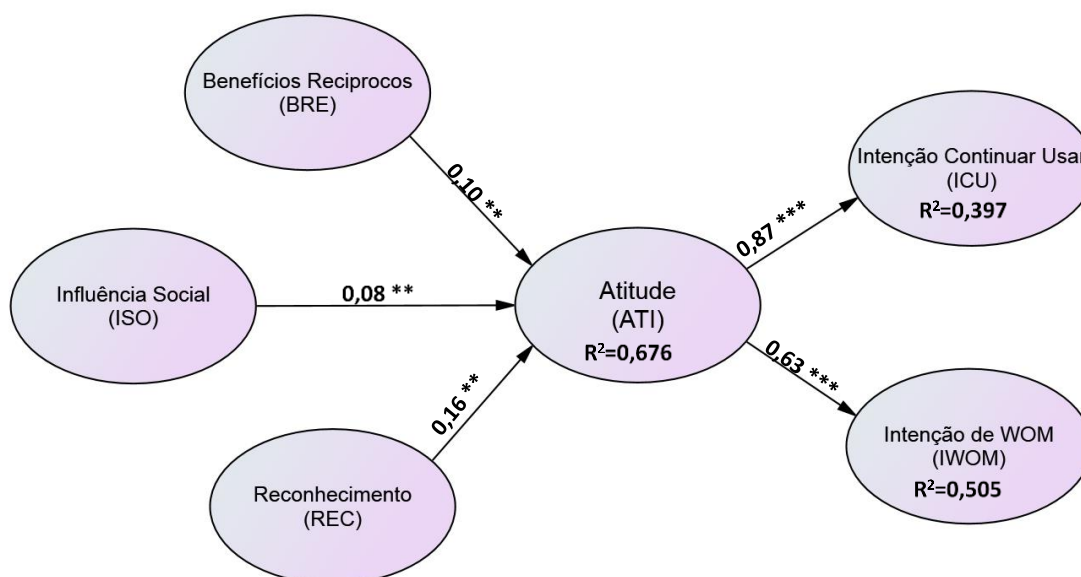 Benefícios Reciprocos
(BRE)
0,10 **
Influência Social
(ISO)
0,08 **
Reconhecimento
(REC)
0,16 **
Atitude
(ATI)
R²=0,676
0,87 ***
Intenção Continuar Usar
(ICU)
R²=0,397
0,63 ***
Intenção de WOM
(IWOM)
R²=0,505